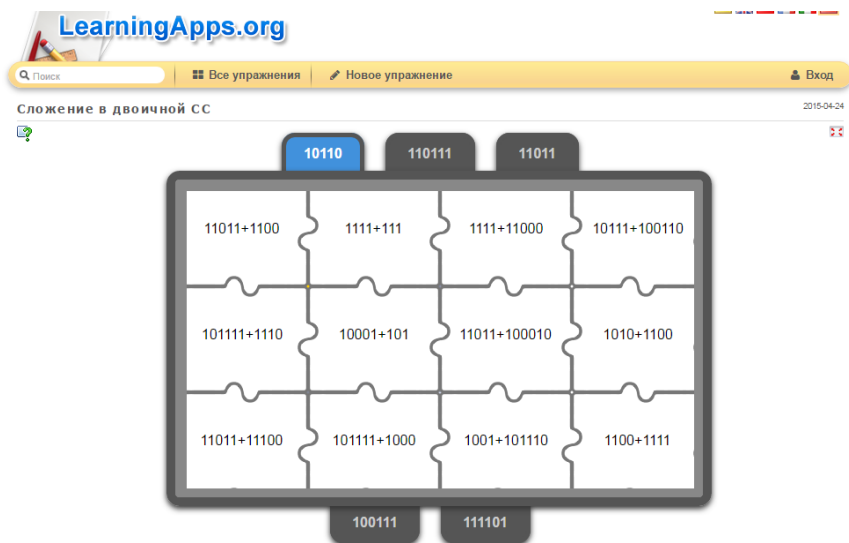 LearningApps.org
Поиск
Все упражнения
Новое упражнение
Вход
Сложение в двоичной СС
2015-04-24
10110 110111 11011
11011+1100 1111+111 1111+11000 10111+100110
101111+1110 10001+101 11011+100010 1010+1100
11011+11100 101111+1000 1001+101110 1100+1111
100111 111101